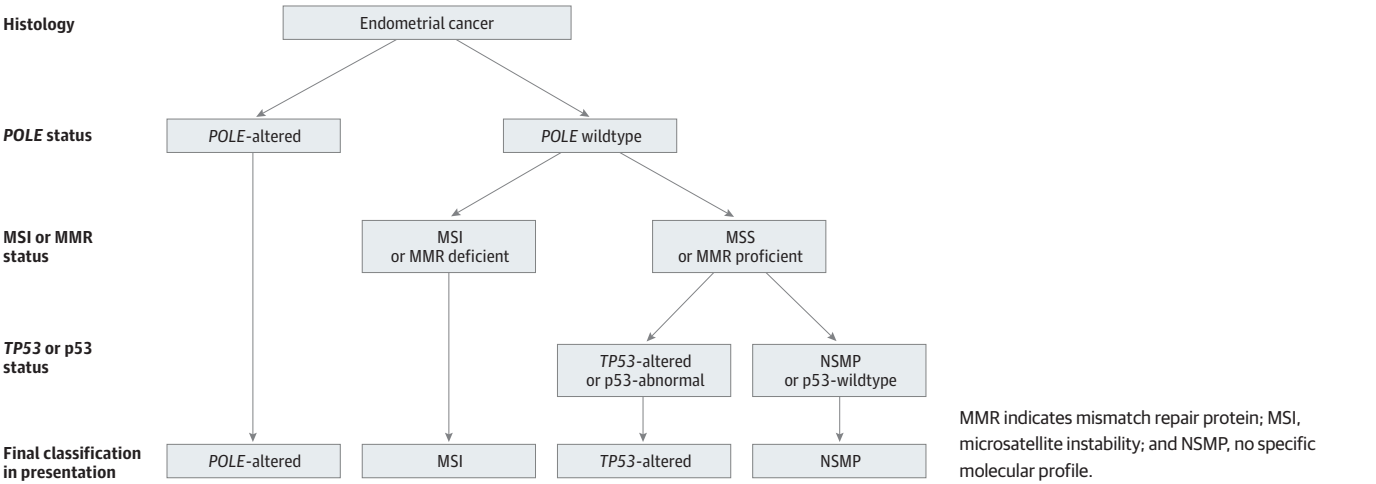 Histology
Endometrial cancer
POLE status
POLE-altered
POLE wildtype
MSI or MMR
status
MSI
or MMR deficient
MSS
or MMR proficient
TP53 or p53
status
TP53-altered
or p53-abnormal
NSMP
or p53-wildtype
Final classification
in presentation
POLE-altered
MSI
TP53-altered
NSMP
MMR indicates mismatch repair protein; MSI,
microsatellite instability; and NSMP, no specific
molecular profile.